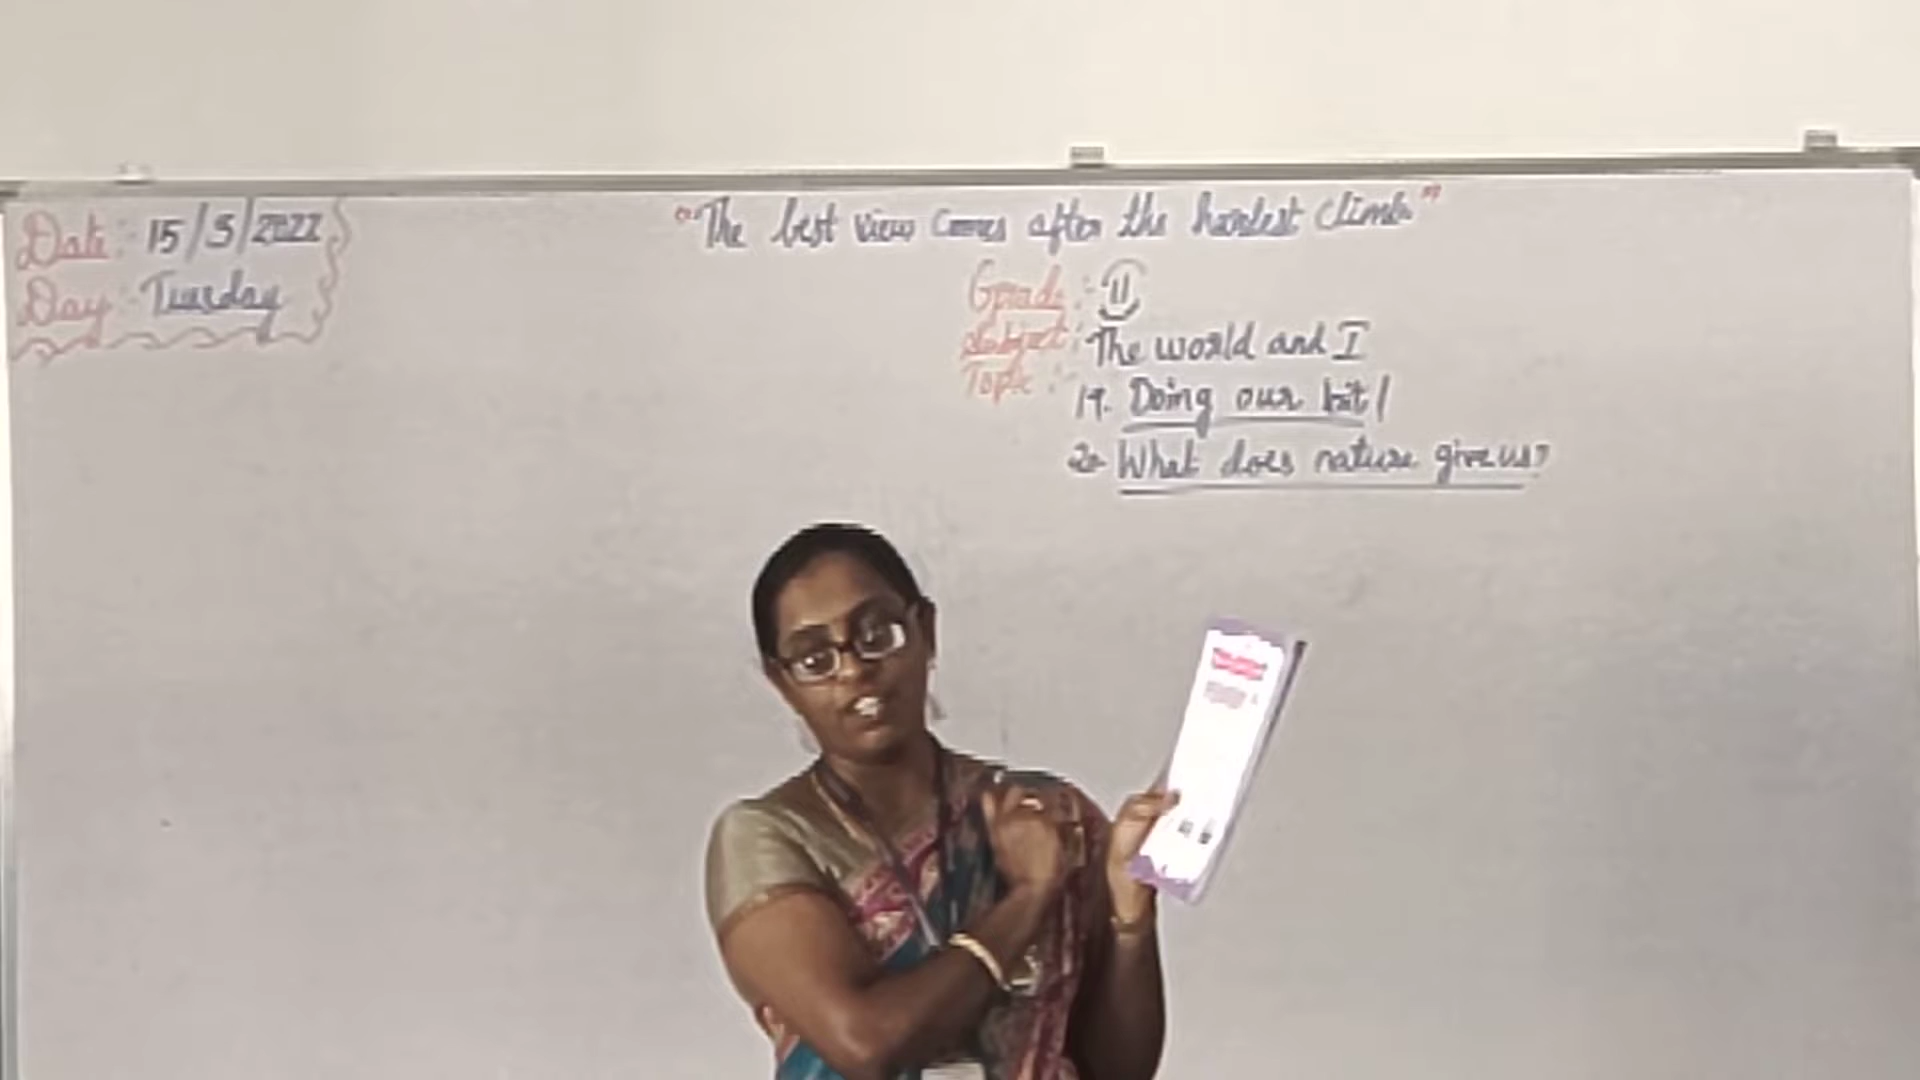 Date:- 15/3/2022
Day:- Tuesday
"The best view comes after the hardest climb"
Grade:- II
Subject:- The world and I
Topic:-
19. Doing our bit/
20 What does nature give us?